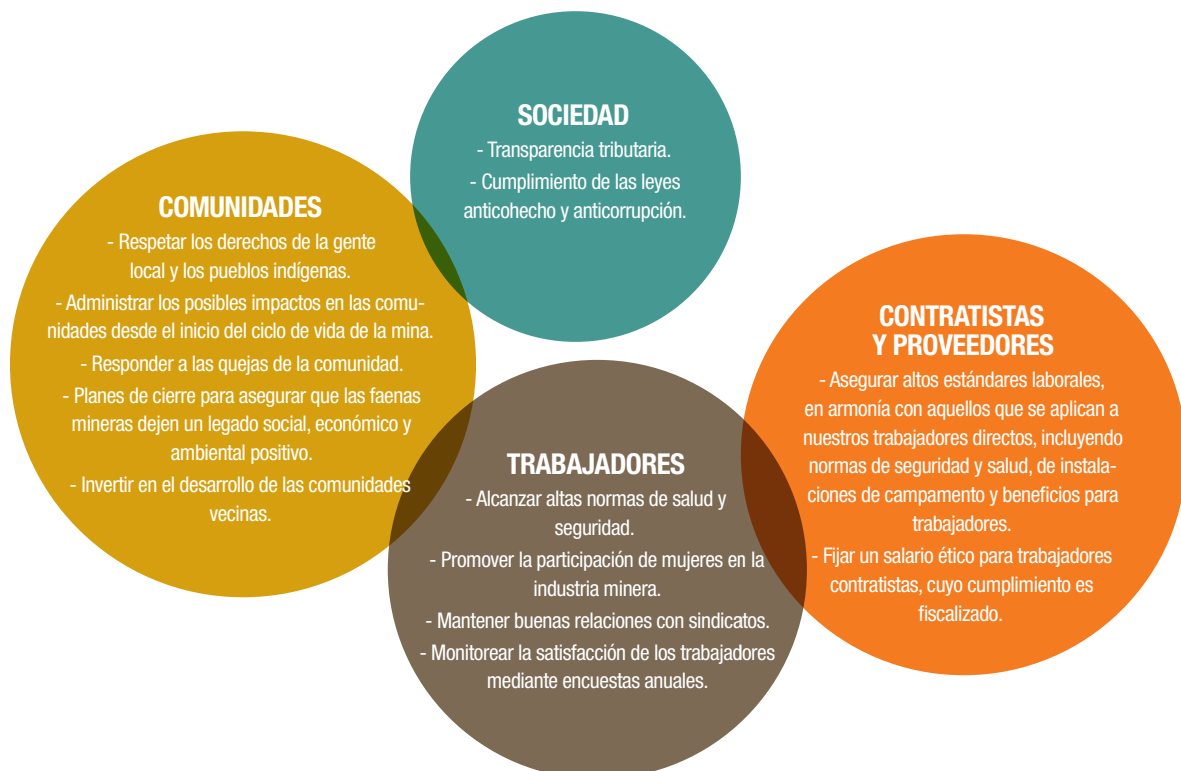 SOCIEDAD
- Transparencia tributaria.
- Cumplimiento de las leyes
anticohecho y anticorrupción.
COMUNIDADES
- Respetar los derechos de la gente
local y los pueblos indígenas.
- Administrar los posibles impactos en las comu-
nidades desde el inicio del ciclo de vida de la mina.
- Responder a las quejas de la comunidad.
- Planes de cierre para asegurar que las faenas
mineras dejen un legado social, económico y
ambiental positivo.
- Invertir en el desarrollo de las comunidades
vecinas.
CONTRATISTAS
Y PROVEEDORES
- Asegurar altos estándares laborales,
en armonía con aquellos que se aplican a
nuestros trabajadores directos, incluyendo
normas de seguridad y salud, de instala-
ciones de campamento y beneficios para
trabajadores.
- Fijar un salario ético para trabajadores
contratistas, cuyo cumplimiento es
fiscalizado.
TRABAJADORES
- Alcanzar altas normas de salud y
seguridad.
- Promover la participación de mujeres en la
industria minera.
- Mantener buenas relaciones con sindicatos.
- Monitorear la satisfacción de los trabajadores
mediante encuestas anuales.